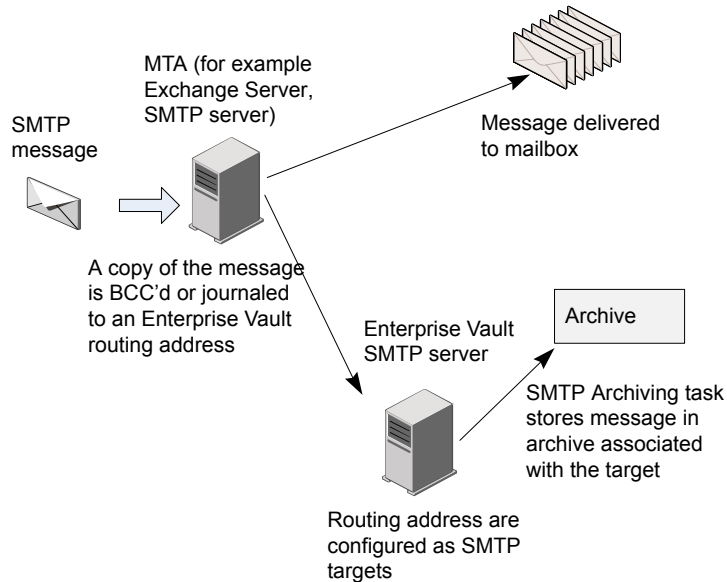 MTA (for example
Exchange Server,
SMTP server)
SMTP
message
Message delivered
to mailbox
A copy of the message
is BCC'd or journaled
to an Enterprise Vault
routing address
Enterprise Vault
SMTP server
Archive
SMTP Archiving task
stores message in
archive associated
with the target
Routing address are
configured as SMTP
targets